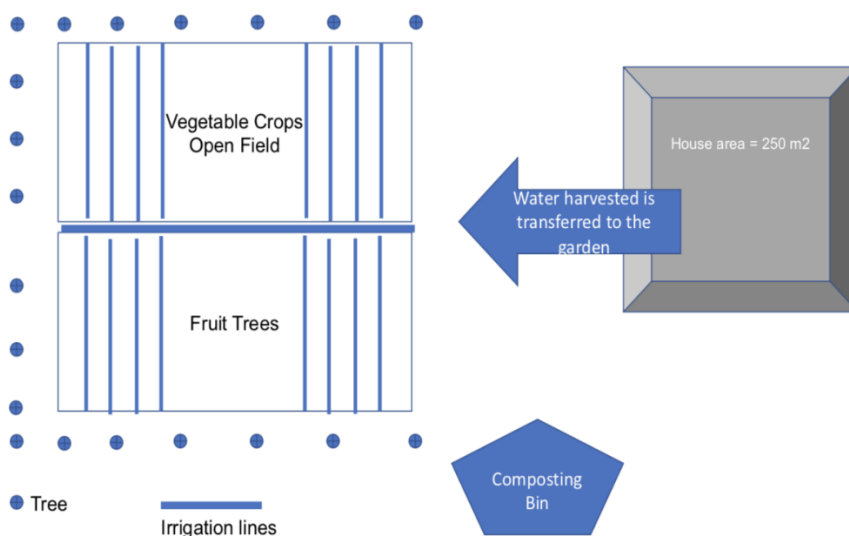 Vegetable Crops
Open Field
House area = 250 m2
Water harvested is
transferred to the
garden
Fruit Trees
Composting
Bin
Tree
Irrigation lines